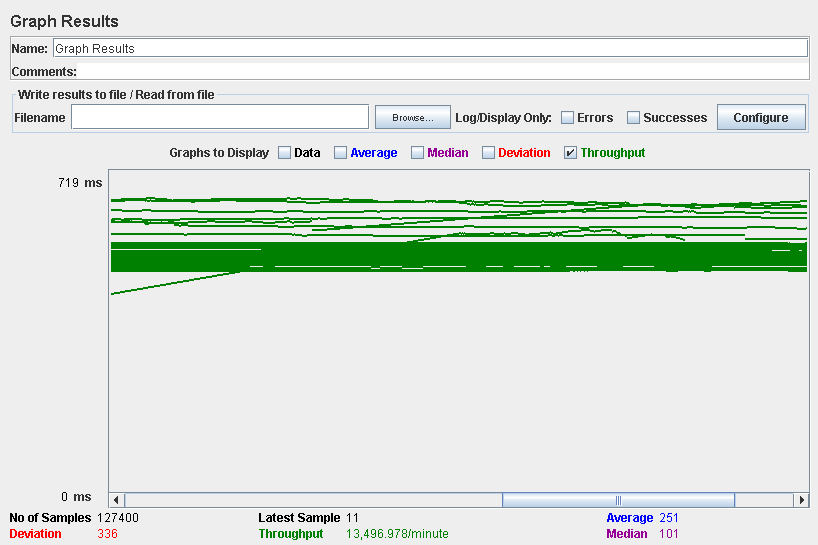 Graph Results
Name: Graph Results
Comments:
Write results to file / Read from file
Filename Browse... Log/Display Only: Errors Successes Configure
Graphs to Display Data Average Median Deviation Throughput
719 ms
0 ms
No of Samples 127400 Latest Sample 11 Average 251
Deviation 336 Throughput 13,496.978/minute Median 101